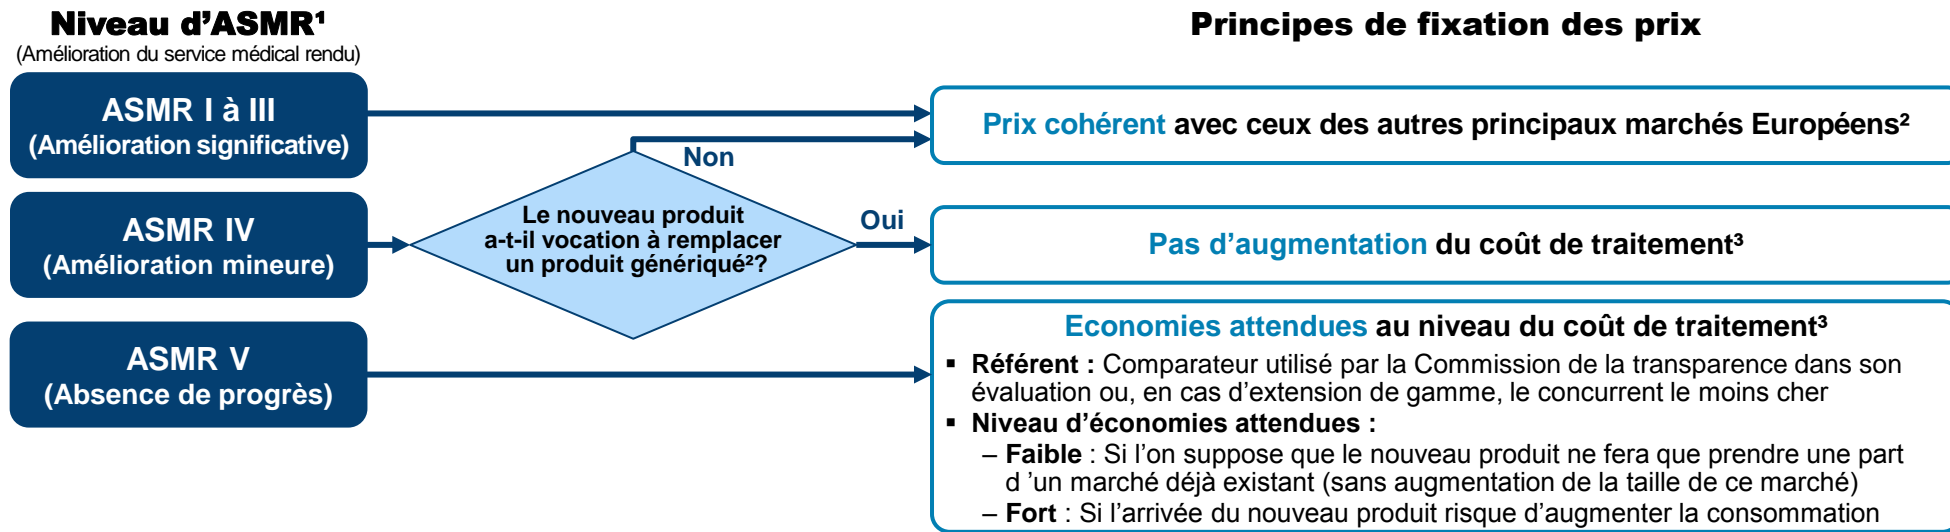 Niveau d'ASMR¹
(Amélioration du service médical rendu)
Principes de fixation des prix
ASMR I à III
(Amélioration significative)
Prix cohérent avec ceux des autres principaux marchés Européens²
Non
ASMR IV
(Amélioration mineure)
Le nouveau produit
a-t-il vocation à remplacer
un produit génériqué²?
Oui
Pas d'augmentation du coût de traitement³
ASMR V
(Absence de progrès)
Economies attendues au niveau du coût de traitement³
▪ Référent : Comparateur utilisé par la Commission de la transparence dans son
évaluation ou, en cas d'extension de gamme, le concurrent le moins cher
▪ Niveau d'économies attendues :
– Faible : Si l'on suppose que le nouveau produit ne fera que prendre une part
d 'un marché déjà existant (sans augmentation de la taille de ce marché)
– Fort : Si l'arrivée du nouveau produit risque d'augmenter la consommation